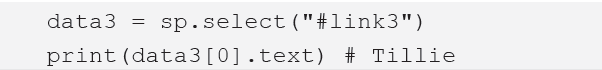 data3 = sp.select("#link3")
print(data3[0].text) # Tillie